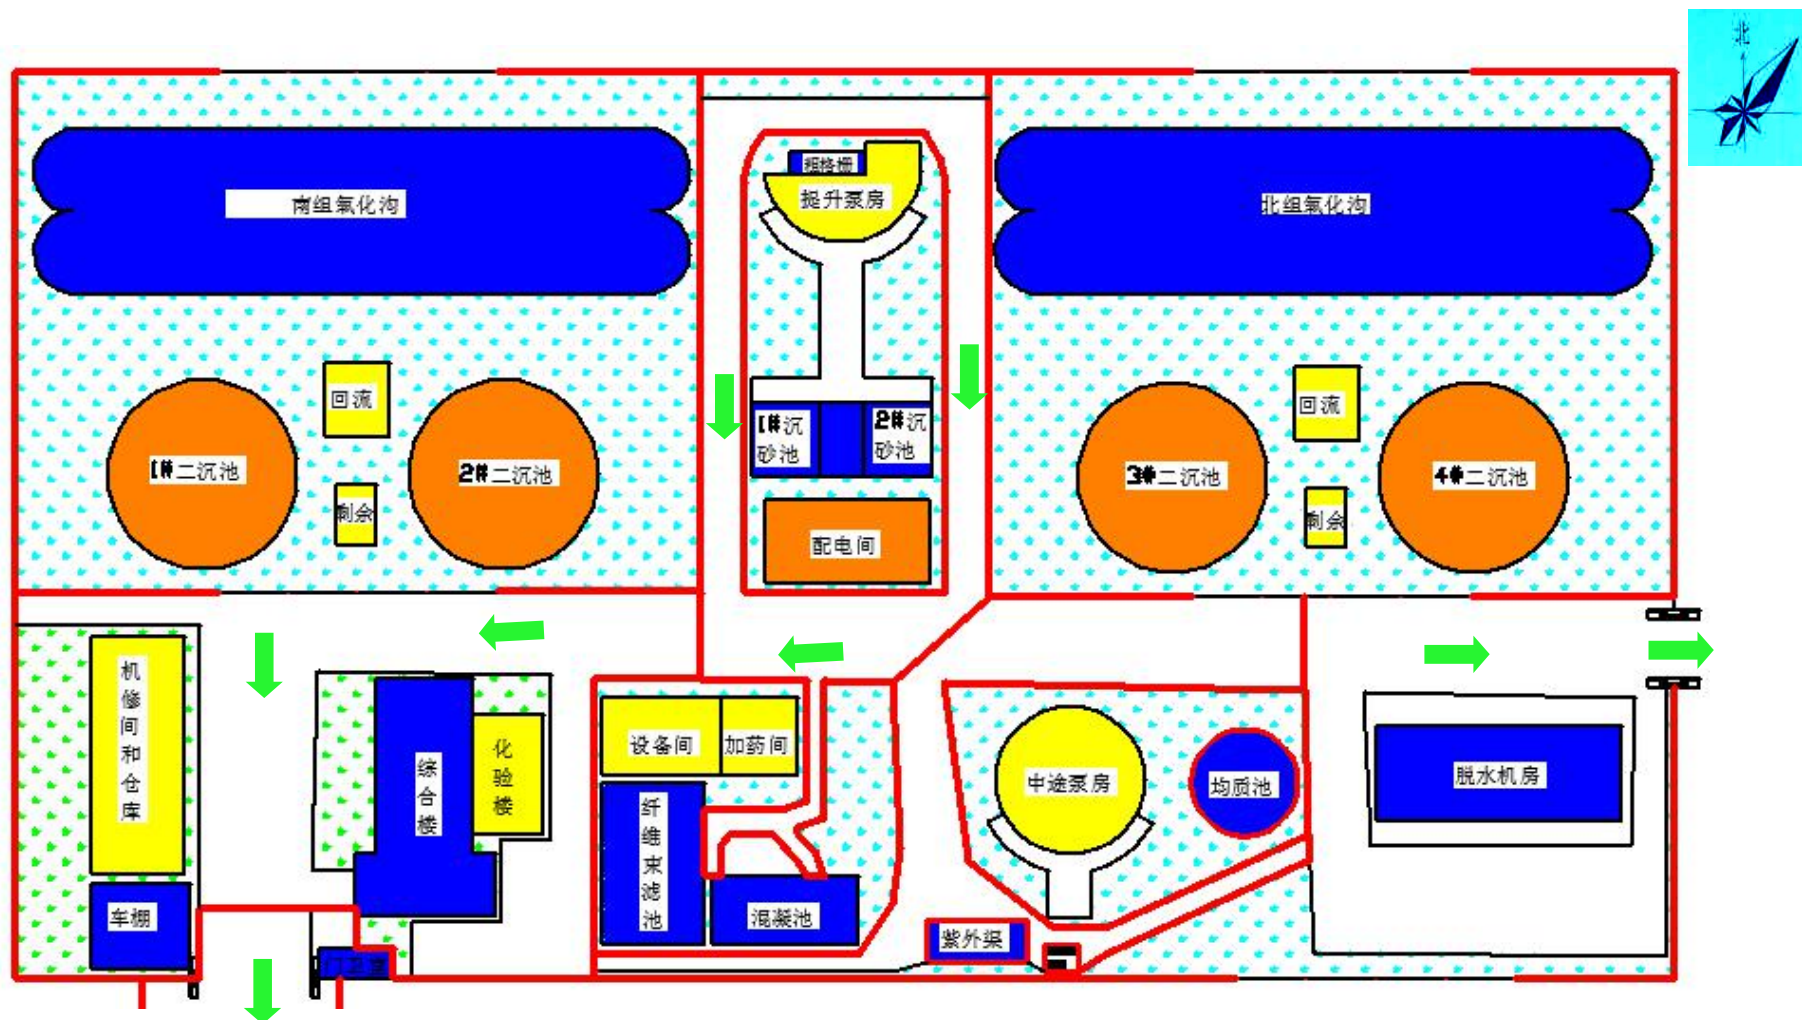 北
粗格栅
提升泵房
南组氧化沟
北组氧化沟
回流
回流
1#沉
砂池
2#沉
砂池
1#二沉池
2#二沉池
3#二沉池
4#二沉池
剩余
剩余
配电间
机修间和仓库
综合楼
化验楼
设备间
加药间
纤维束滤池
混凝池
中途泵房
均质池
脱水机房
车棚
紫外渠
门卫室